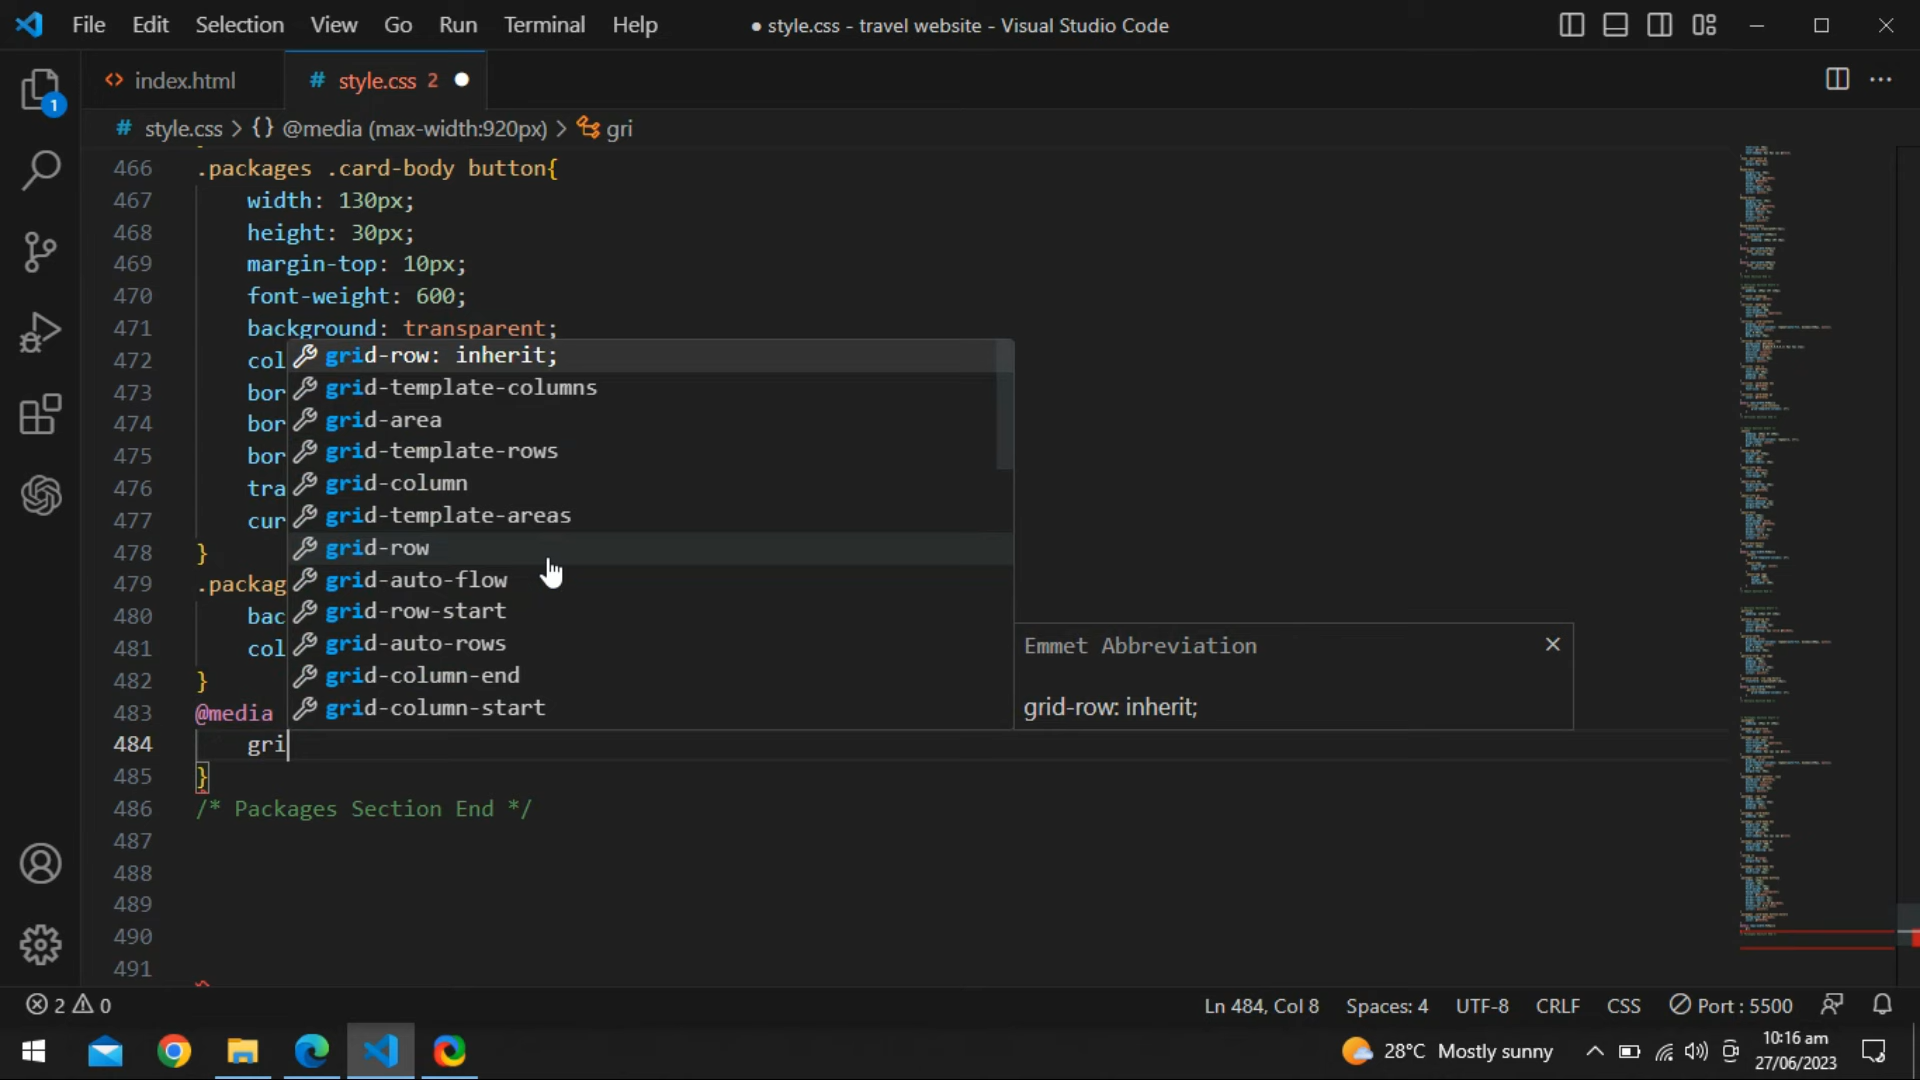 File Edit Selection View Go Run Terminal Help
● style.css - travel website - Visual Studio Code
index.html
# style.css 2 ●
# style.css > {} @media (max-width:920px) > gri
466 .packages .card-body button{
467 width: 130px;
468 height: 30px;
469 margin-top: 10px;
470 font-weight: 600;
471 background: transparent;
472 col
473 bor
474 bor
475 bor
476 tra
477 cur
478 }
479 .packag
480 bac
481 col
482 }
483 @media
484 gri
485 }
486 /* Packages Section End */
487
488
489
490
491
grid-row: inherit;
grid-template-columns
grid-area
grid-template-rows
grid-column
grid-template-areas
grid-row
grid-auto-flow
grid-row-start
grid-auto-rows
grid-column-end
grid-column-start
Emmet Abbreviation
grid-row: inherit;
1
2 0
Ln 484, Col 8 Spaces: 4 UTF-8 CRLF CSS Port : 5500
28°C Mostly sunny
10:16 am
27/06/2023